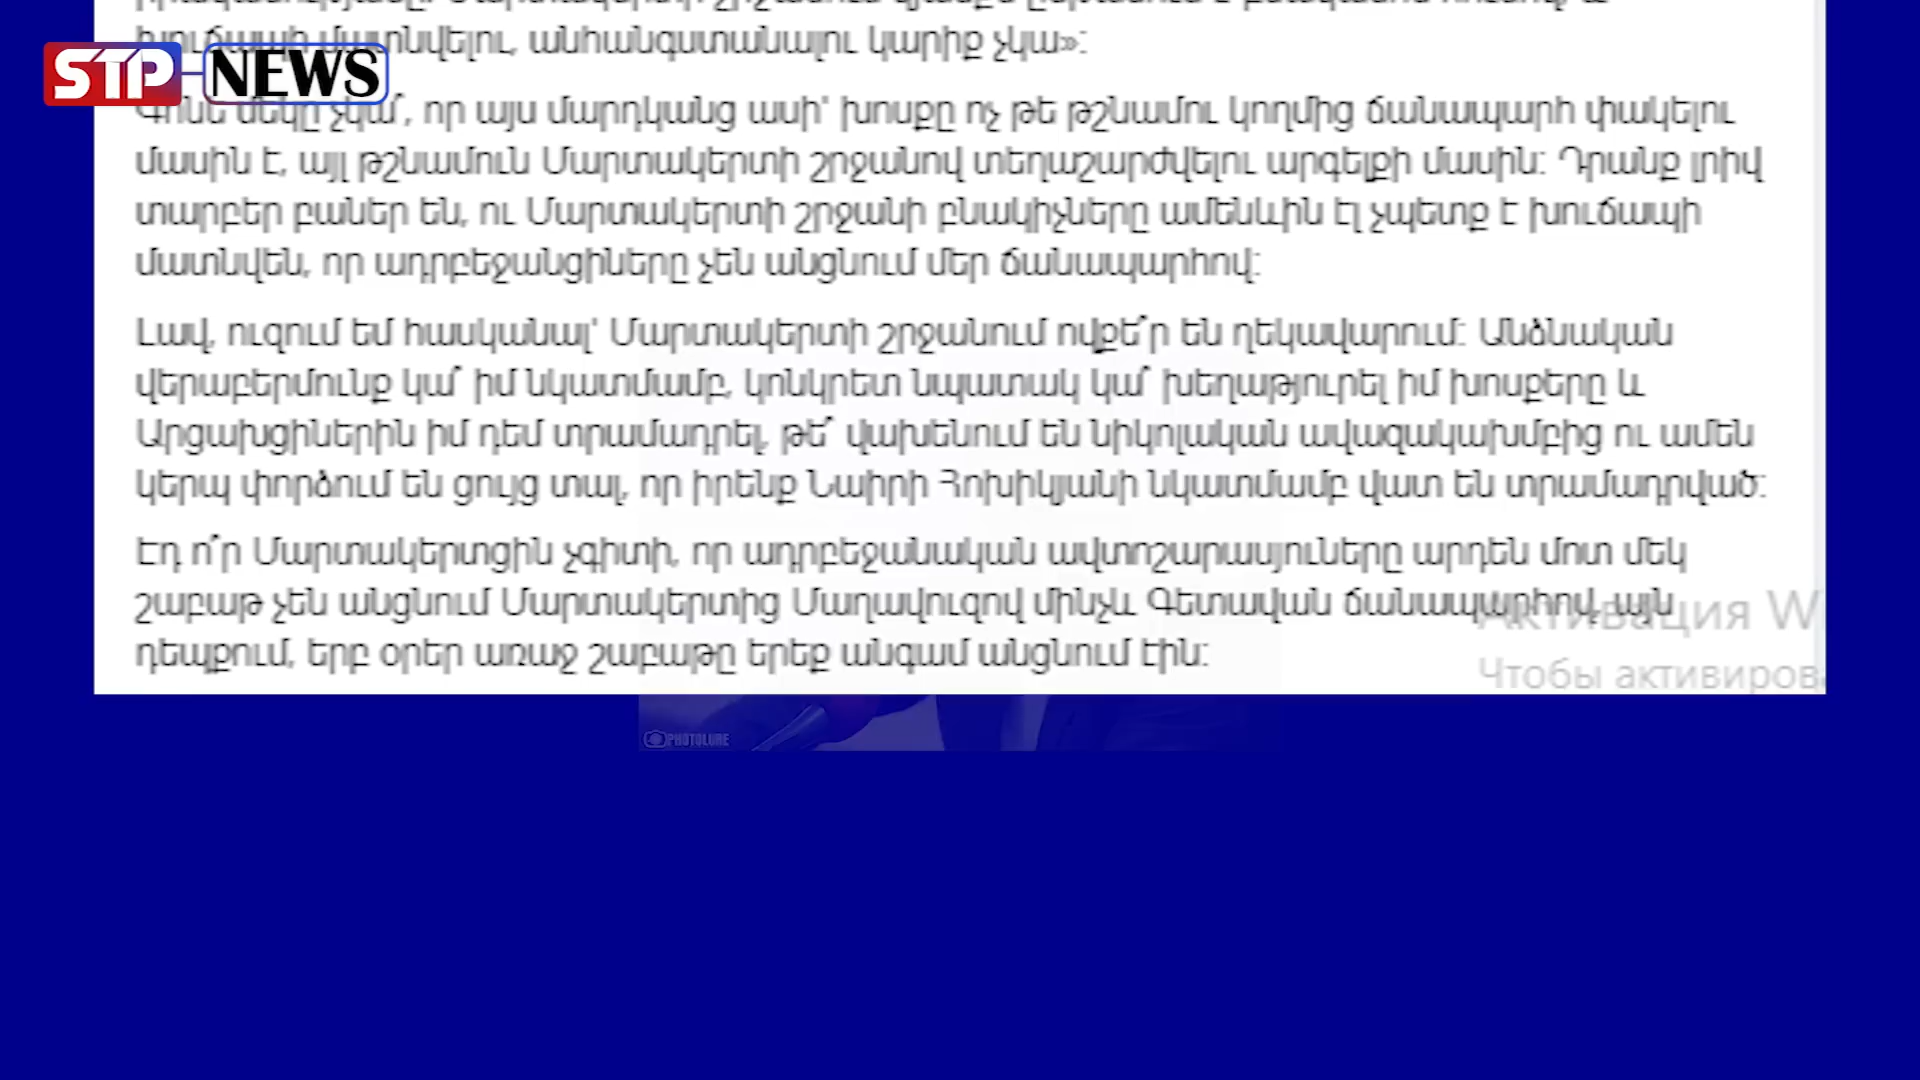 խուճապի մատնվելու, անհանգստանալու կարիք չկա»։
STP NEWS
Գոնե մեկը չկա՞, որ այս մարդկանց ասի՝ խոսքը ոչ թե թշնամու կողմից ճանապարհ փակելու
մասին է, այլ թշնամուն Մարտակերտի շրջանով տեղաշարժվելու արգելքի մասին։ Դրանք լրիվ
տարբեր բաներ են, ու Մարտակերտի շրջանի բնակիչները ամենևին էլ չպետք է խուճապի
մատնվեն, որ ադրբեջանցիները չեն անցնում մեր ճանապարհով։
Լավ, ուզում եմ հասկանալ՝ Մարտակերտի շրջանում ովքե՞ր են ղեկավարում։ Անձնական
վերաբերմունք կա՞ իմ նկատմամբ, կոնկրետ նպատակ կա՞ խեղաթյուրել իմ խոսքերը և
Արցախցիներին իմ դեմ տրամադրել, թե՞ վախենում են նիկոլական ավազակախմբից ու ամեն
կերպ փորձում են ցույց տալ, որ իրենք Նաիրի Հոխիկյանի նկատմամբ վատ են տրամադրված։
Էդ ո՞ր Մարտակերտցին չգիտի, որ ադրբեջանական ավտոշարասյուները արդեն մոտ մեկ
շաբաթ չեն անցնում Մարտակերտից Մաղավուզով մինչև Գետավան ճանապարհով, այն
դեպքում, երբ օրեր առաջ շաբաթը երեք անգամ անցնում էին։
Активация W
Чтобы активиров
PHOTOLURE